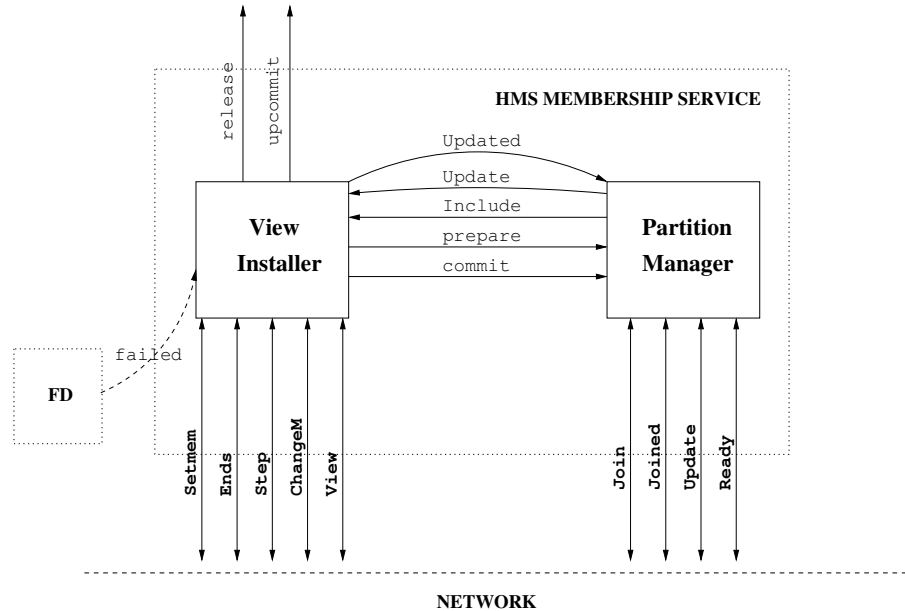 release
upcommit
HMS MEMBERSHIP SERVICE
Updated
Update
Include
prepare
commit
View
Installer
Partition
Manager
failed
FD
Setmem
Ends
Step
ChangeM
View
Join
Joined
Update
Ready
NETWORK